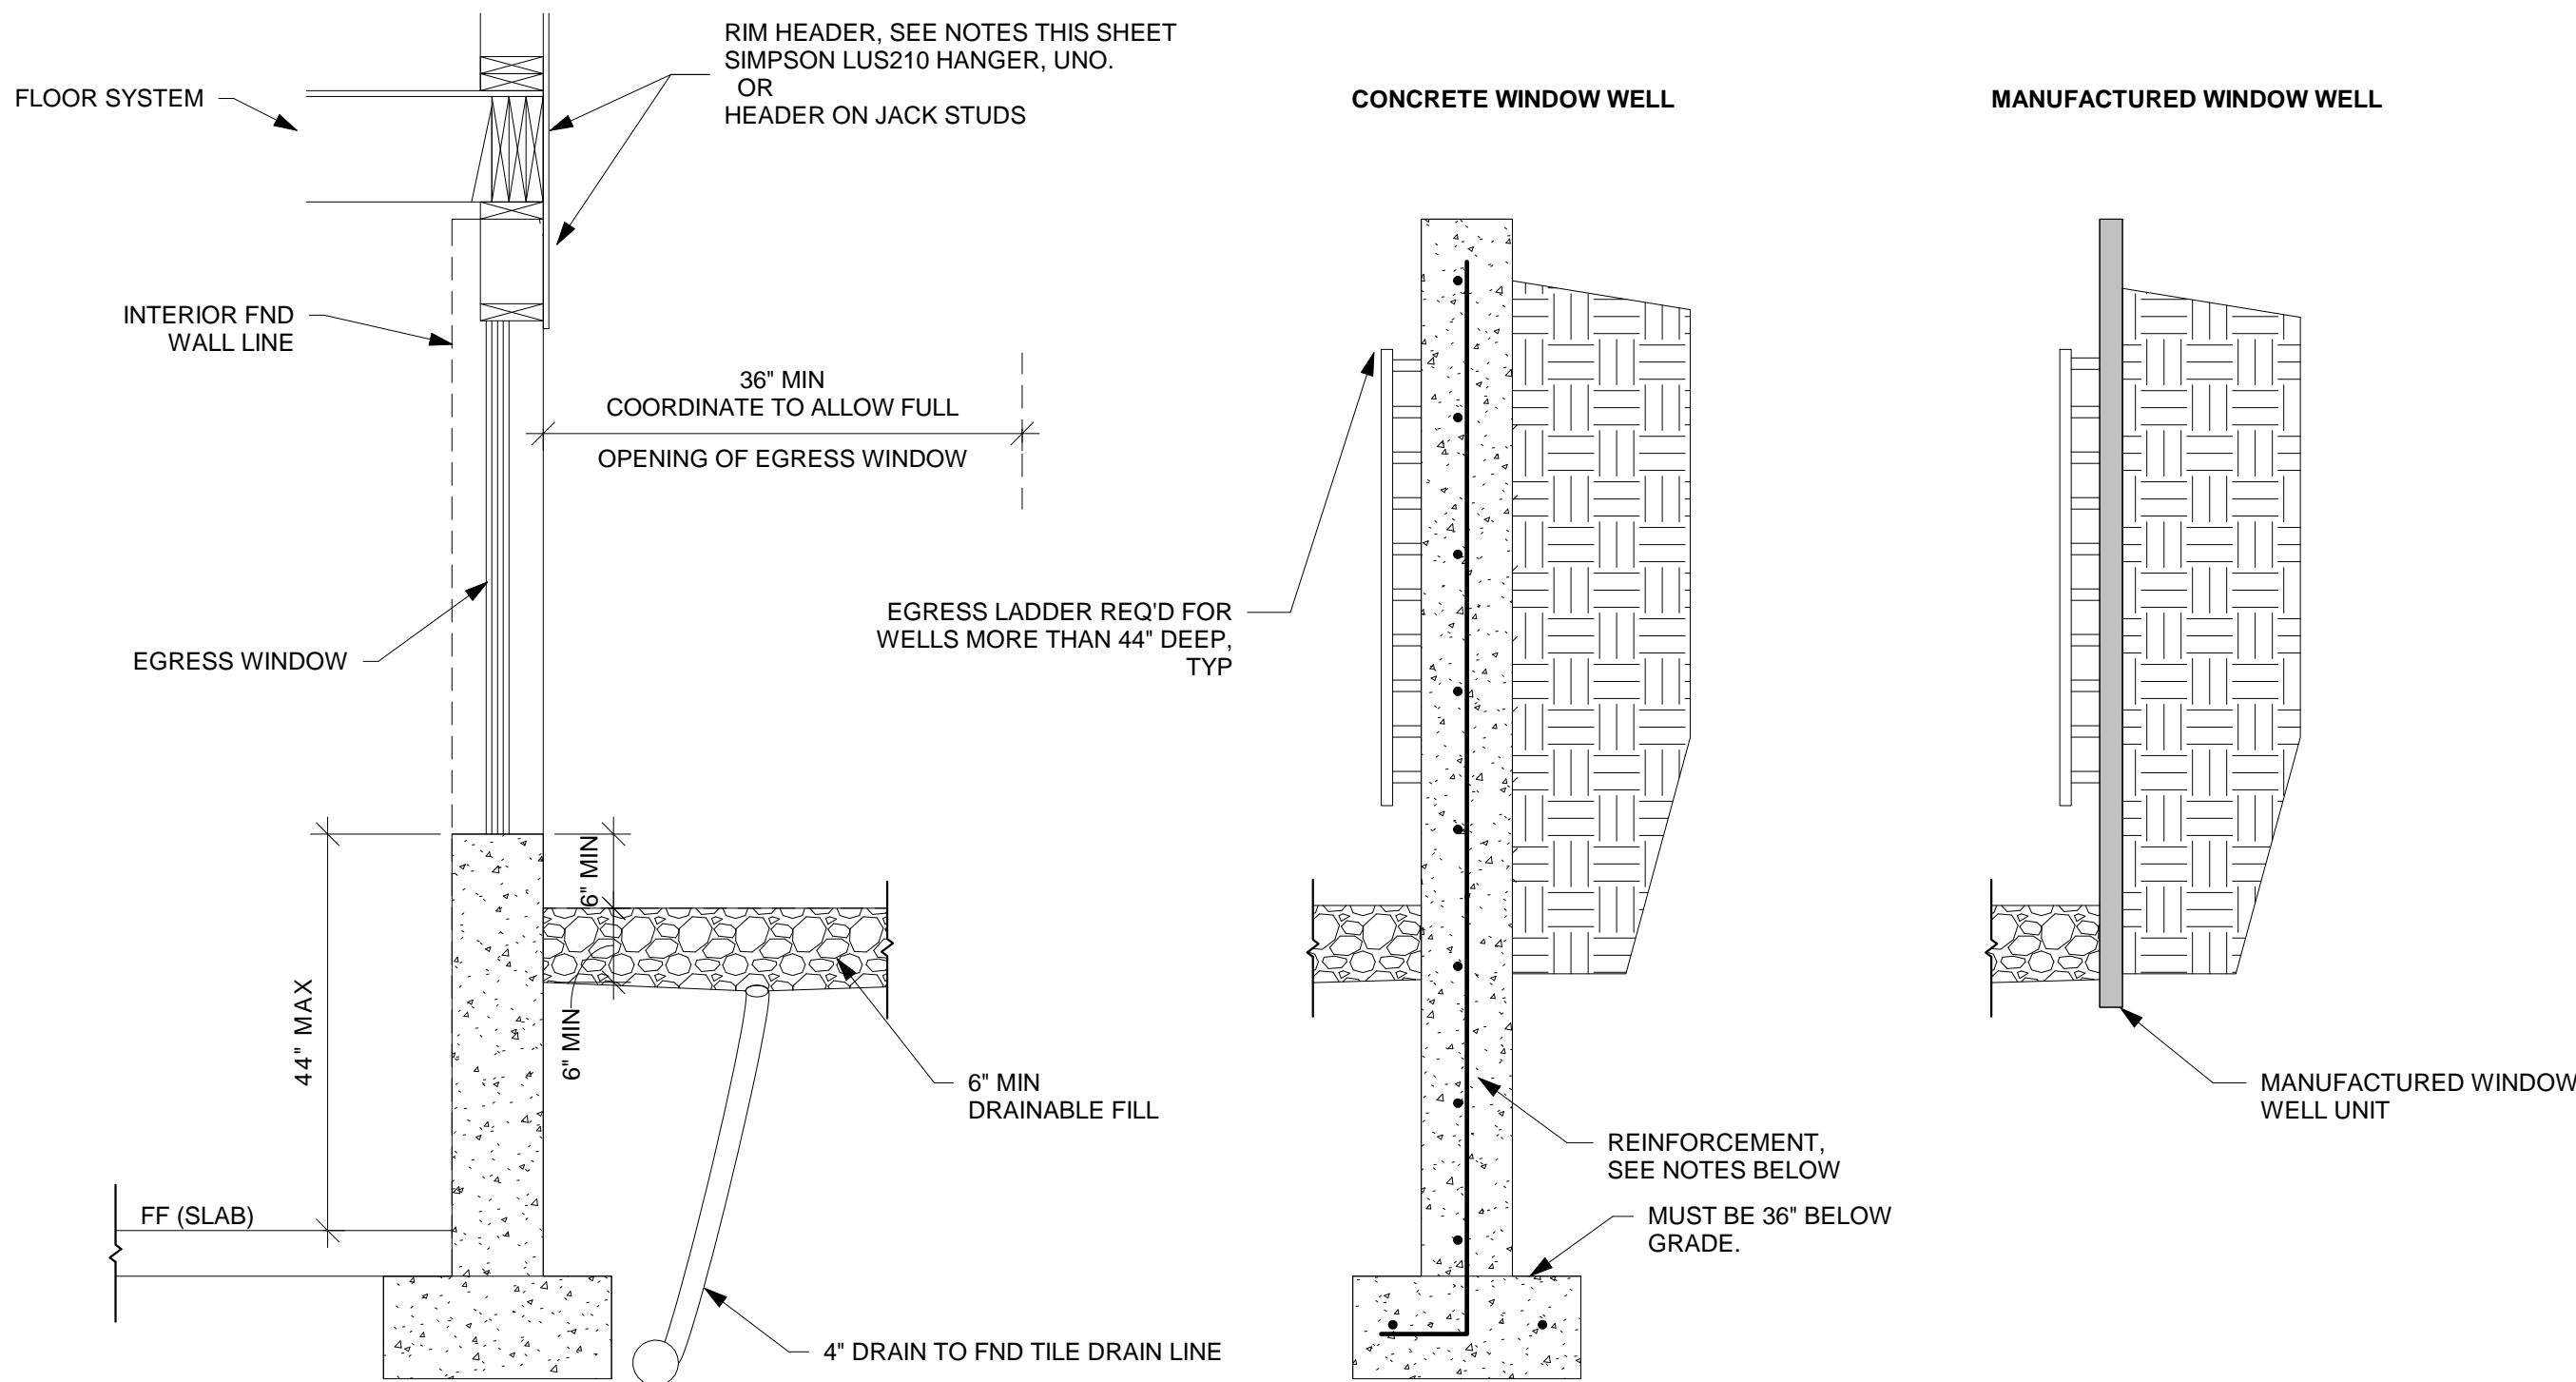 RIM HEADER, SEE NOTES THIS SHEET
SIMPSON LUS210 HANGER, UNO.
OR
HEADER ON JACK STUDS
FLOOR SYSTEM
CONCRETE WINDOW WELL
MANUFACTURED WINDOW WELL
INTERIOR FND
WALL LINE
36" MIN
COORDINATE TO ALLOW FULL
OPENING OF EGRESS WINDOW
EGRESS WINDOW
EGRESS LADDER REQ'D FOR
WELLS MORE THAN 44" DEEP,
TYP
6" MIN
44" MAX
6" MIN
6" MIN
DRAINABLE FILL
MANUFACTURED WINDOW
WELL UNIT
REINFORCEMENT,
SEE NOTES BELOW
FF (SLAB)
MUST BE 36" BELOW
GRADE.
4" DRAIN TO FND TILE DRAIN LINE